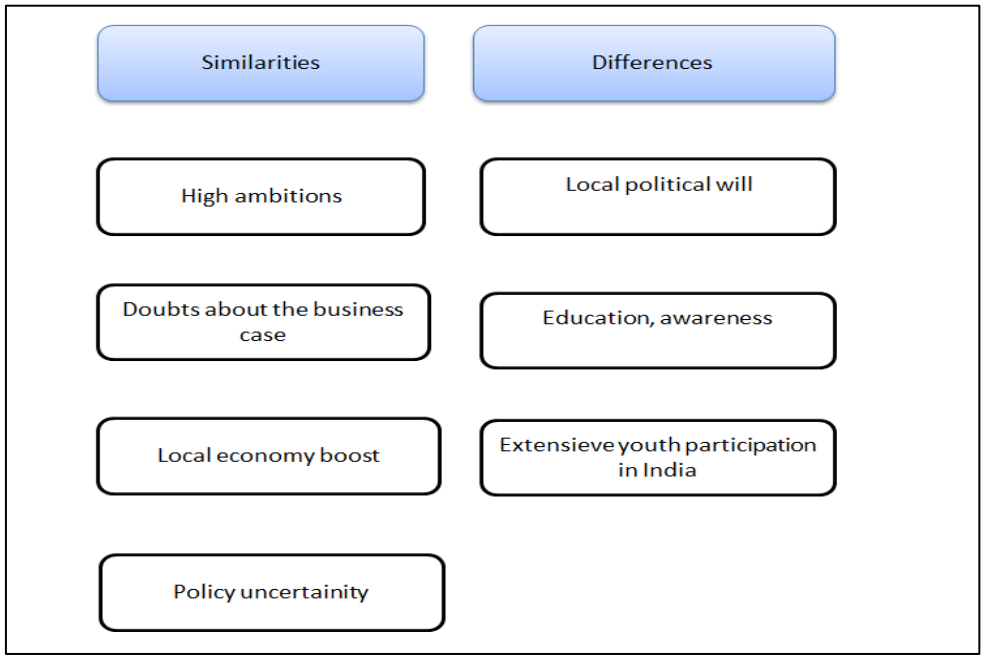 Similarities
Differences
High ambitions
Local political will
Doubts about the business
case
Education, awareness
Local economy boost
Extensieve youth participation
in India
Policy uncertainity